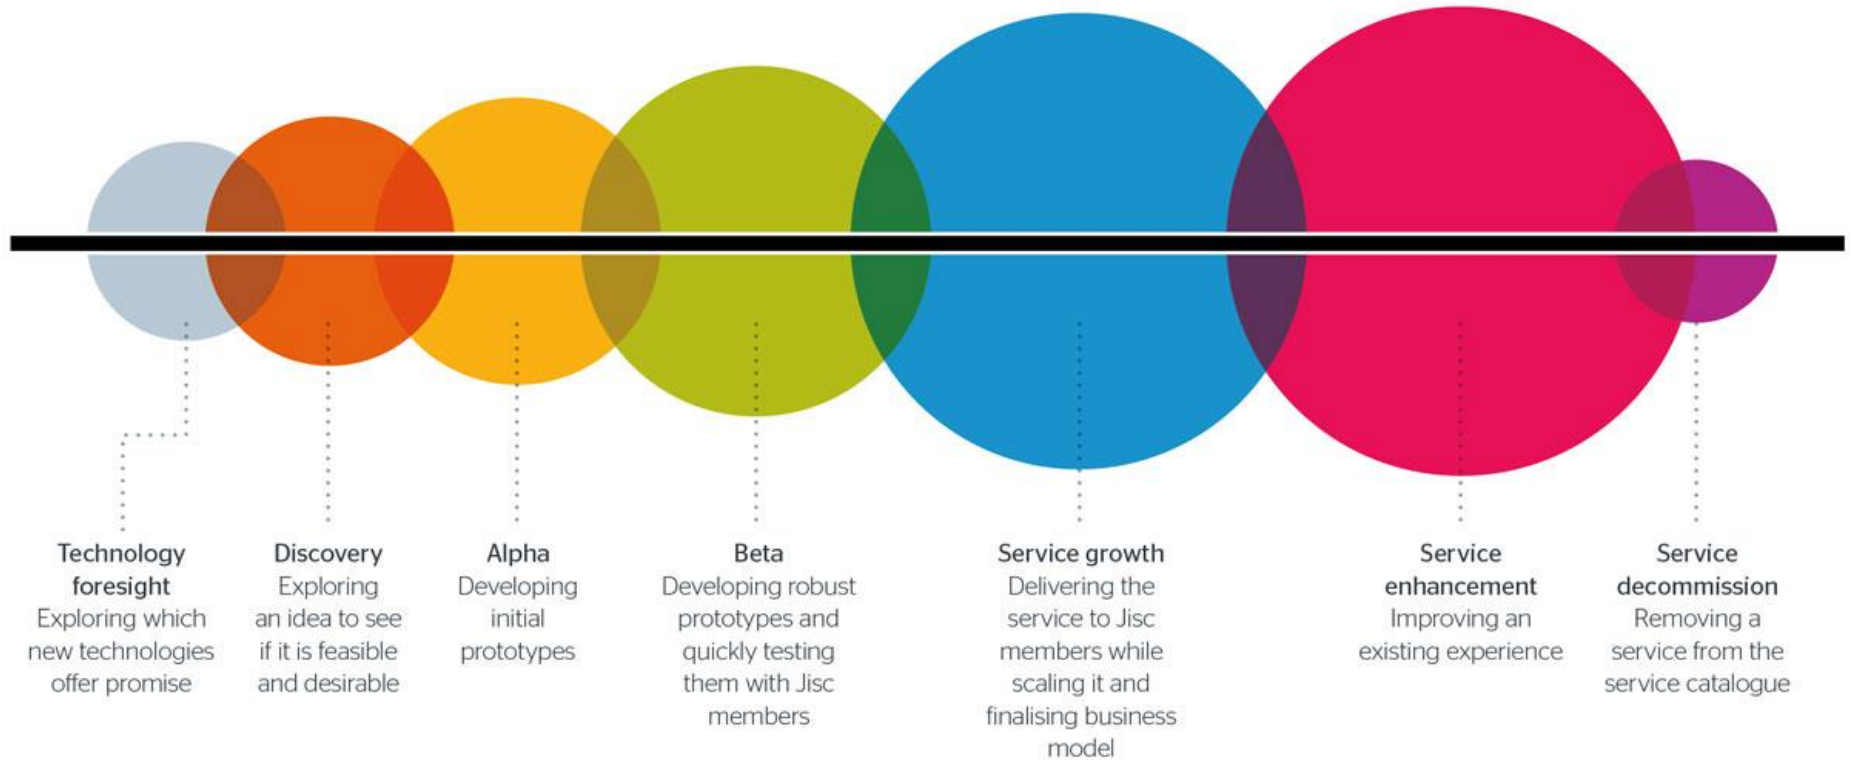 Technology
foresight
Exploring which
new technologies
offer promise
Discovery
Exploring
an idea to see
if it is feasible
and desirable
Alpha
Developing
initial
prototypes
Beta
Developing robust
prototypes and
quickly testing
them with Jisc
members
Service growth
Delivering the
service to Jisc
members while
scaling it and
finalising business
model
Service
enhancement
Improving an
existing experience
Service
decommission
Removing a
service from the
service catalogue